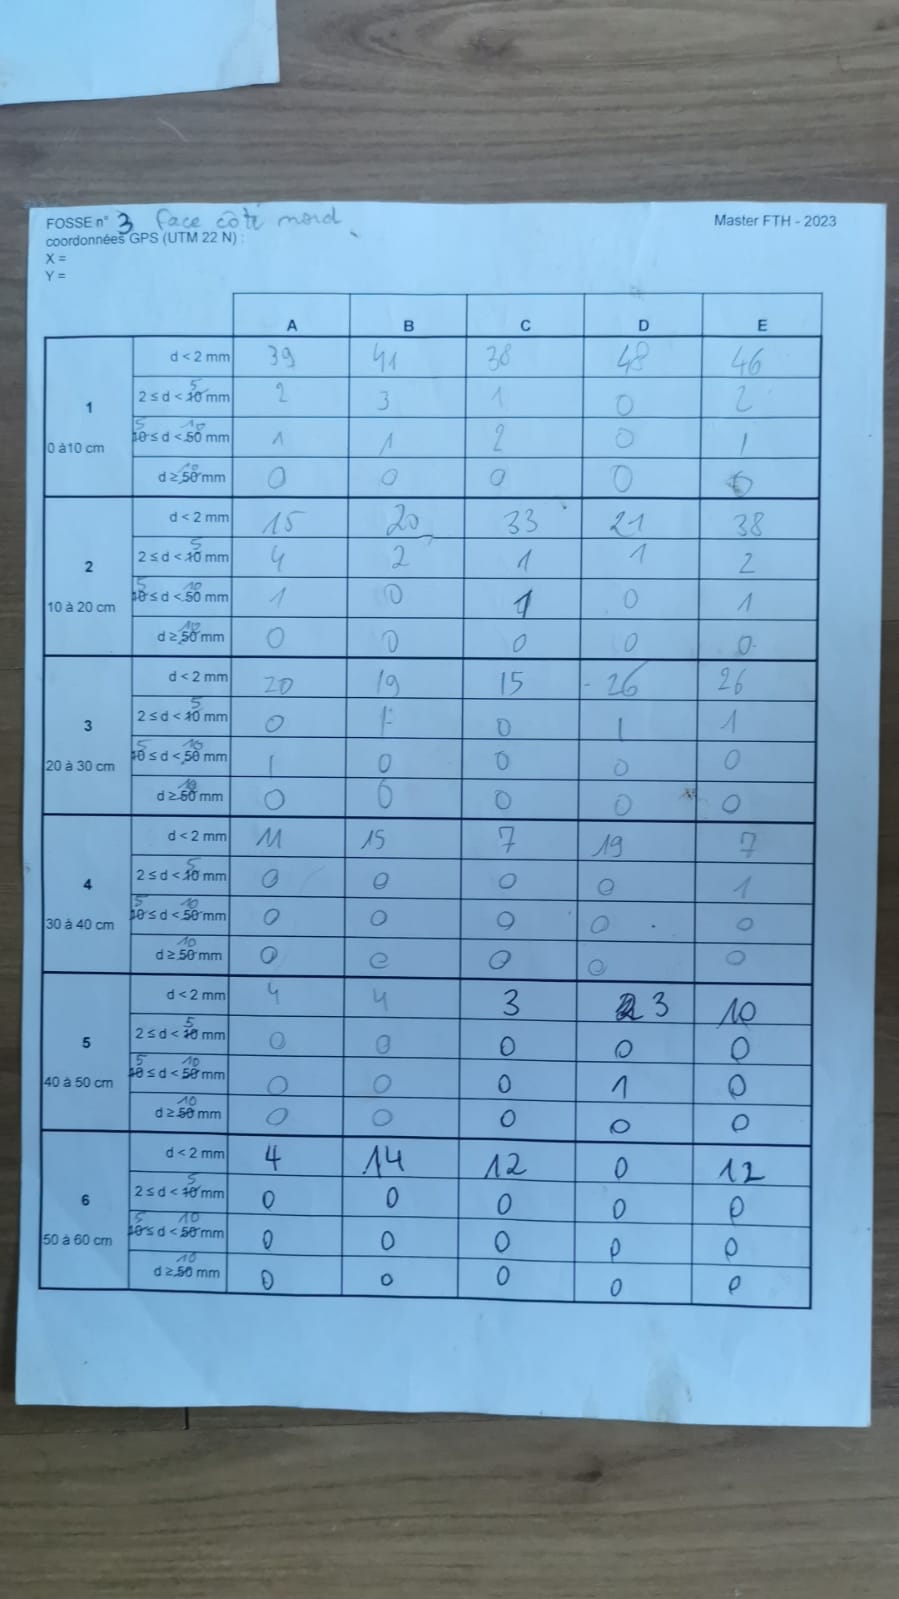 FOSSE n° 3 face côté nord
Master FTH - 2023
coordonnées GPS (UTM 22 N) :
X =
Y =
A B C D E
1
0 à10 cm
d < 2 mm 39 41 38 48 46
2 ≤ d < 10 5 mm 2 3 1 0 2
10 5 ≤ d < 50 10 mm 1 1 2 0 1
d ≥ 50 10 mm 0 0 0 0 0
2
10 à 20 cm
d < 2 mm 15 20 33 21 38
2 ≤ d < 10 5 mm 4 2 1 1 2
10 5 ≤ d < 50 10 mm 1 0 1 0 1
d ≥ 50 10 mm 0 0 0 0 0
3
20 à 30 cm
d < 2 mm 20 19 15 26 26
2 ≤ d < 10 5 mm 0 1 0 1 1
10 5 ≤ d < 50 10 mm 1 0 0 0 0
d ≥ 50 10 mm 0 0 0 0 0
4
30 à 40 cm
d < 2 mm 11 15 7 19 7
2 ≤ d < 10 5 mm 0 0 0 0 1
10 5 ≤ d < 50 10 mm 0 0 0 0 0
d ≥ 50 10 mm 0 0 0 0 0
5
40 à 50 cm
d < 2 mm 4 4 3 3 10
2 ≤ d < 10 5 mm 0 0 0 0 0
10 5 ≤ d < 50 10 mm 0 0 0 1 0
d ≥ 50 10 mm 0 0 0 0 0
6
50 à 60 cm
d < 2 mm 4 14 12 0 12
2 ≤ d < 10 5 mm 0 0 0 0 0
10 5 ≤ d < 50 10 mm 0 0 0 0 0
d ≥ 50 10 mm 0 0 0 0 0